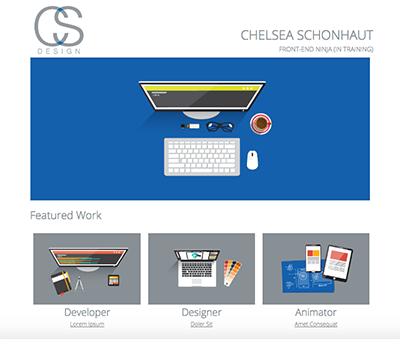 CS
DESIGN
CHELSEA SCHONHAUT
FRONT-END NINJA (IN TRAINING)
Featured Work
Developer
Lorem Ipsum
Designer
Dolor Sit
Animator
Amet Consequat